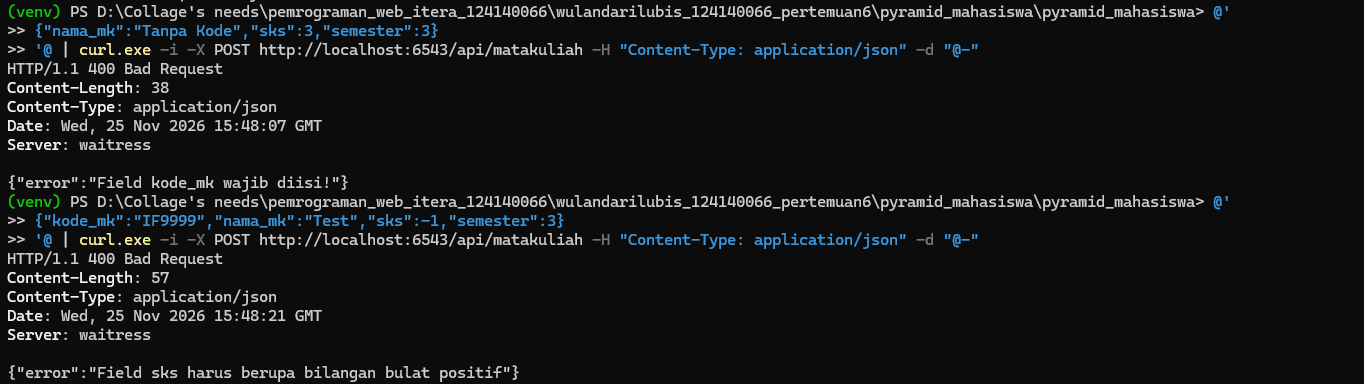 (venv) PS D:\Collage's needs\pemrograman_web_itera_124140066\wulandarilubis_124140066_pertemuan6\pyramid_mahasiswa\pyramid_mahasiswa> @'
>> {"nama_mk":"Tanpa Kode","sks":3,"semester":3}
>> '@ | curl.exe -i -X POST http://localhost:6543/api/matakuliah -H "Content-Type: application/json" -d "@-"
HTTP/1.1 400 Bad Request
Content-Length: 38
Content-Type: application/json
Date: Wed, 25 Nov 2026 15:48:07 GMT
Server: waitress

{"error":"Field kode_mk wajib diisi!"}
(venv) PS D:\Collage's needs\pemrograman_web_itera_124140066\wulandarilubis_124140066_pertemuan6\pyramid_mahasiswa\pyramid_mahasiswa> @'
>> {"kode_mk":"IF9999","nama_mk":"Test","sks":-1,"semester":3}
>> '@ | curl.exe -i -X POST http://localhost:6543/api/matakuliah -H "Content-Type: application/json" -d "@-"
HTTP/1.1 400 Bad Request
Content-Length: 57
Content-Type: application/json
Date: Wed, 25 Nov 2026 15:48:21 GMT
Server: waitress

{"error":"Field sks harus berupa bilangan bulat positif"}